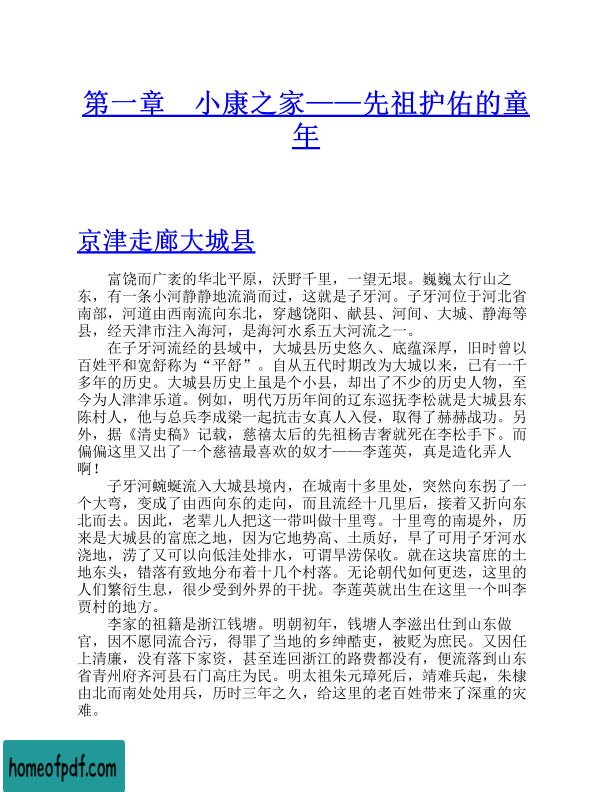 第一章　小康之家——先祖护佑的童
年
京津走廊大城县
富饶而广袤的华北平原，沃野千里，一望无垠。巍巍太行山之
东，有一条小河静静地流淌而过，这就是子牙河。子牙河位于河北省
南部，河道由西南流向东北，穿越饶阳、献县、河间、大城、静海等
县，经天津市注入海河，是海河水系五大河流之一。
在子牙河流经的县域中，大城县历史悠久、底蕴深厚，旧时曾以
百姓平和宽舒称为“平舒”。自从五代时期改为大城以来，已有一千
多年的历史。大城县历史上虽是个小县，却出了不少的历史人物，至
今为人津津乐道。例如，明代万历年间的辽东巡抚李松就是大城县东
陈村人，他与总兵李成梁一起抗击女真人入侵，取得了赫赫战功。另
外，据《清史稿》记载，慈禧太后的先祖杨吉砮就死在李松手下。而
偏偏这里又出了一个慈禧最喜欢的奴才——李莲英，真是造化弄人
啊！
子牙河蜿蜒流入大城县境内，在城南十多里处，突然向东拐了一
个大弯，变成了由西向东的走向，而且流经十几里后，接着又折向东
北而去。因此，老辈儿人把这一带叫做十里弯。十里弯的南堤外，历
来是大城县的富庶之地，因为它地势高、土质好，旱了可用子牙河水
浇地，涝了又可以向低洼处排水，可谓旱涝保收。就在这块富庶的土
地东头，错落有致地分布着十几个村落。无论朝代如何更迭，这里的
人们繁衍生息，很少受到外界的干扰。李莲英就出生在这里一个叫李
贾村的地方。
李家的祖籍是浙江钱塘。明朝初年，钱塘人李滋出仕到山东做
官，因不愿同流合污，得罪了当地的乡绅酷吏，被贬为庶民。又因任
上清廉，没有落下家资，甚至连回浙江的路费都没有，便流落到山东
省青州府齐河县石门高庄为民。明太祖朱元璋死后，靖难兵起，朱棣
由北而南处处用兵，历时三年之久，给这里的老百姓带来了深重的灾
难。
homeofpdf.com